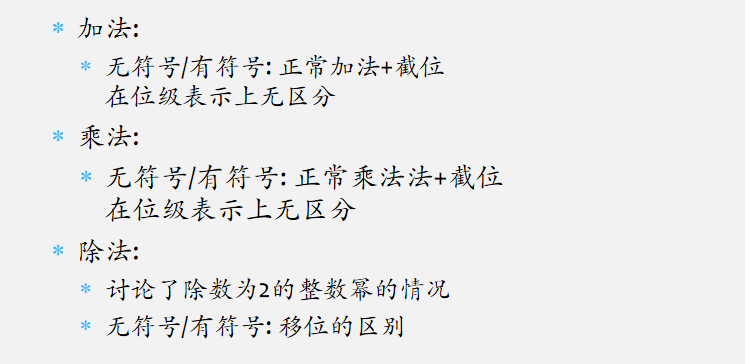 * 加法:
* 无符号/有符号: 正常加法+截位
在位级表示上无区分
* 乘法:
* 无符号/有符号: 正常乘法法+截位
在位级表示上无区分
* 除法:
* 讨论了除数为2的整数幂的情况
* 无符号/有符号: 移位的区别